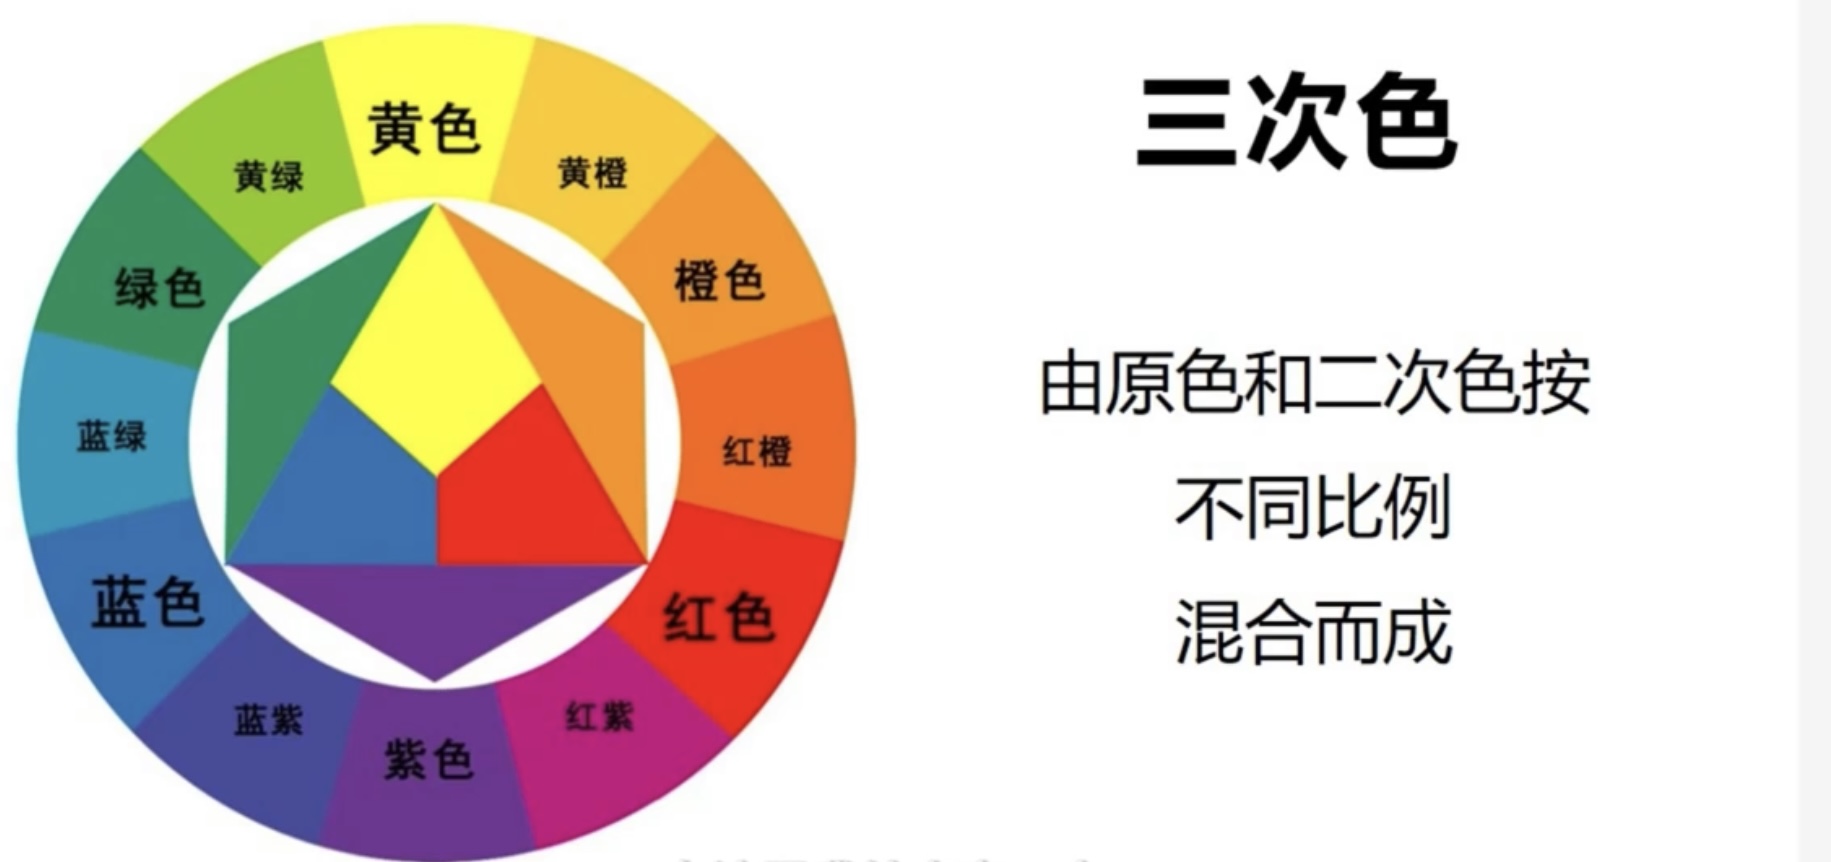 三次色
由原色和二次色按
不同比例
混合而成
黄色
黄橙
橙色
红橙
红色
红紫
紫色
蓝紫
蓝色
蓝绿
绿色
黄绿